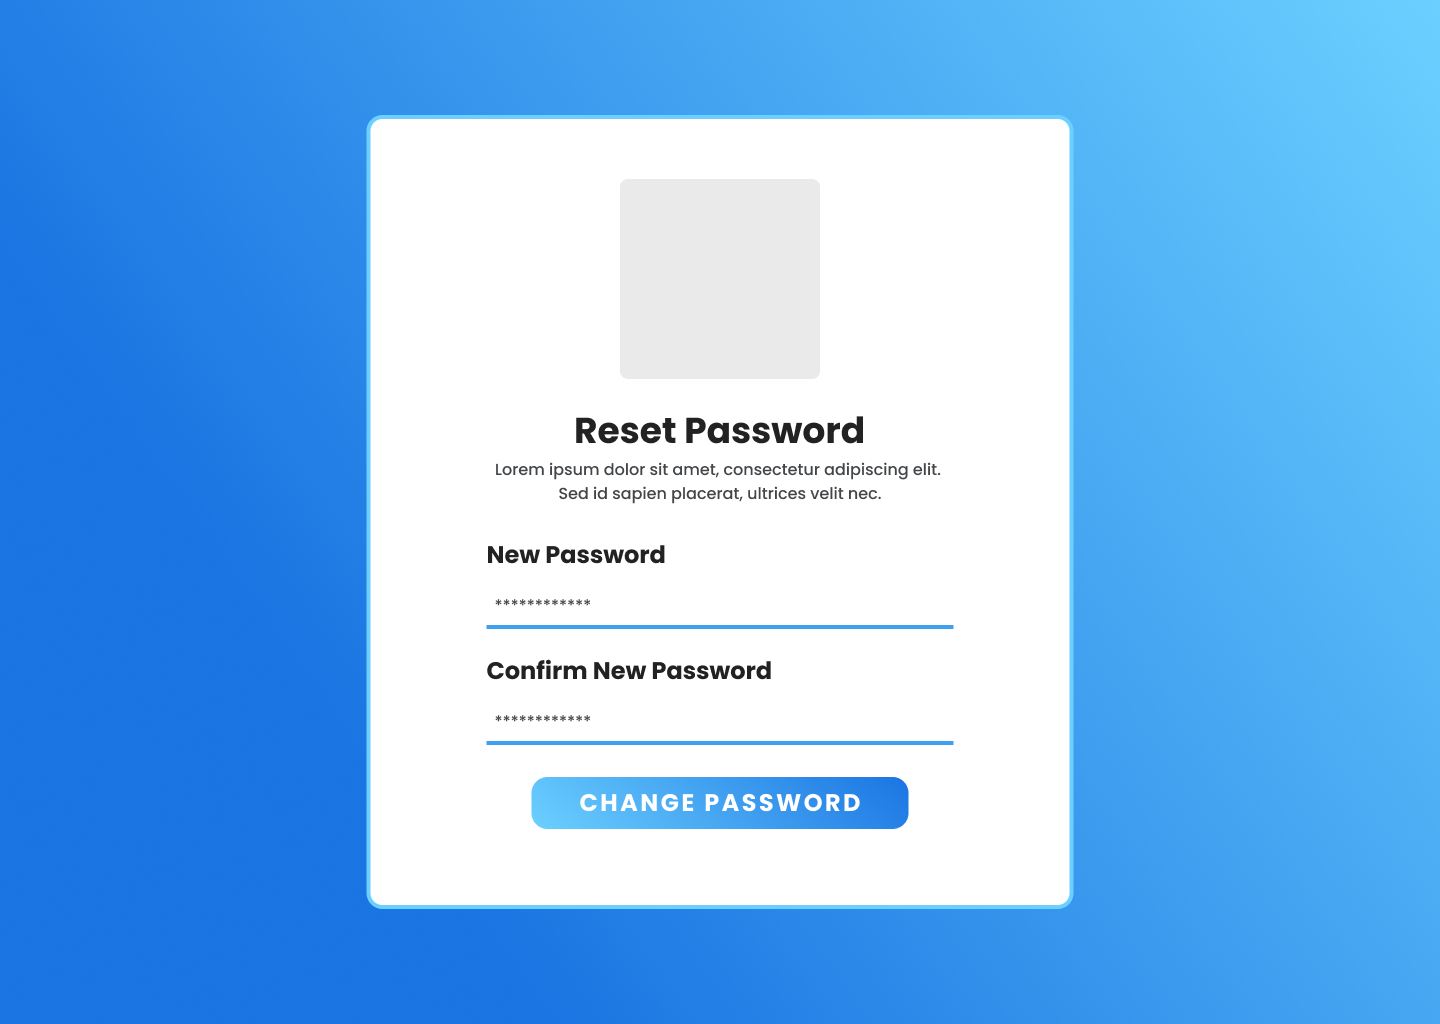 Reset Password
Lorem ipsum dolor sit amet, consectetur adipiscing elit.
Sed id sapien placerat, ultrices velit nec.
New Password
************
Confirm New Password
************
CHANGE PASSWORD